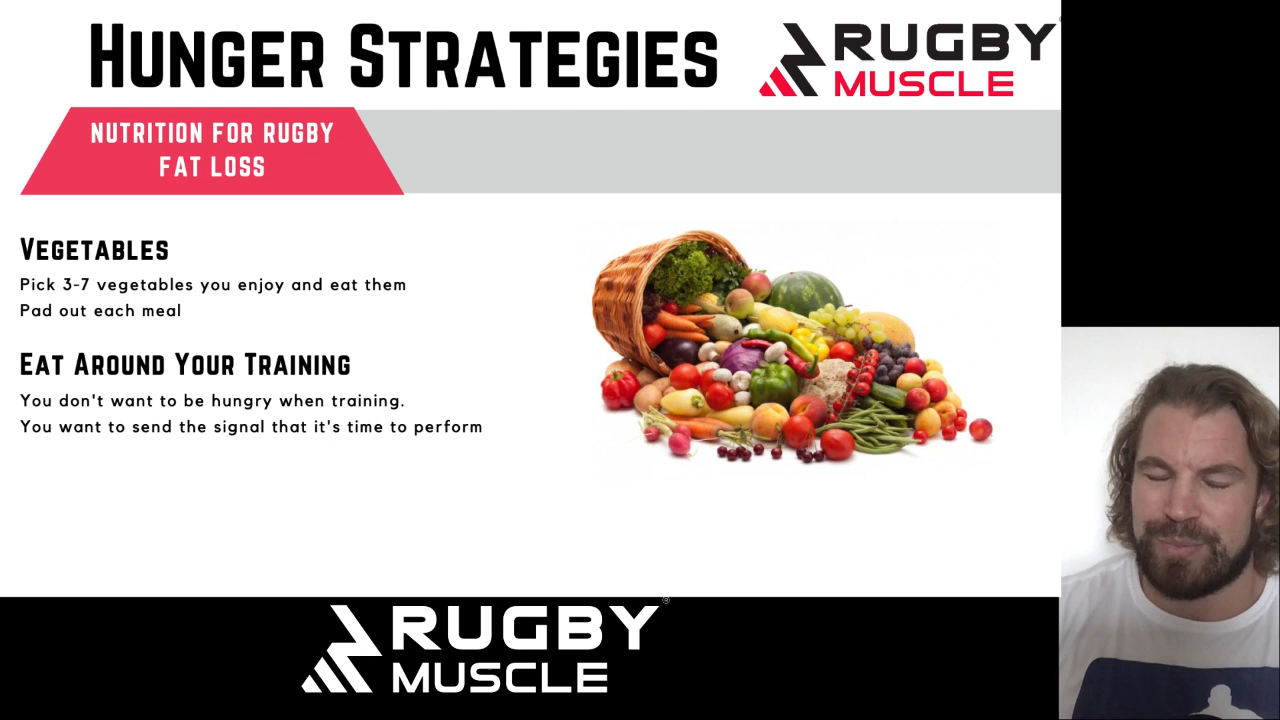 HUNGER STRATEGIES
RUGBY
MUSCLE
NUTRITION FOR RUGBY
FAT LOSS
VEGETABLES
Pick 3-7 vegetables you enjoy and eat them
Pad out each meal
EAT AROUND YOUR TRAINING
You don't want to be hungry when training.
You want to send the signal that it's time to perform
RUGBY®
MUSCLE